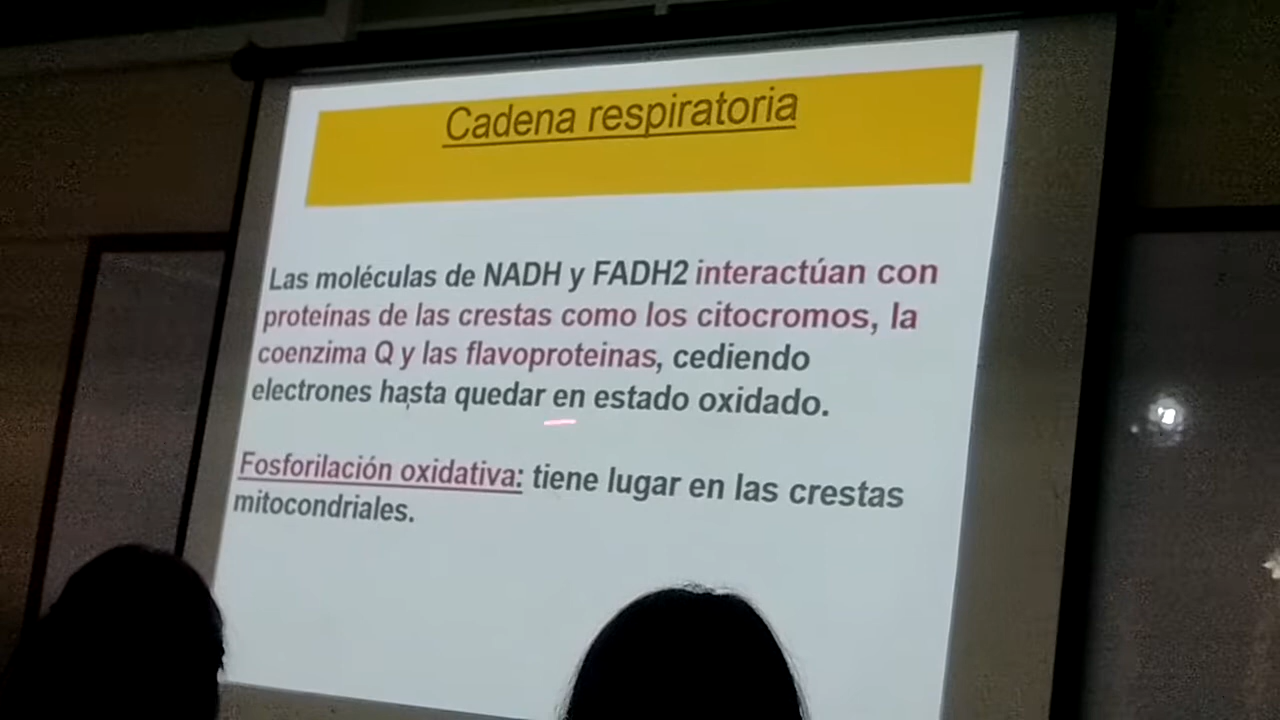 Cadena respiratoria
Las moléculas de NADH y FADH2 interactúan con
proteínas de las crestas como los citocromos, la
coenzima Q y las flavoproteinas, cediendo
electrones hasta quedar en estado oxidado.
Fosforilación oxidativa: tiene lugar en las crestas
mitocondriales.